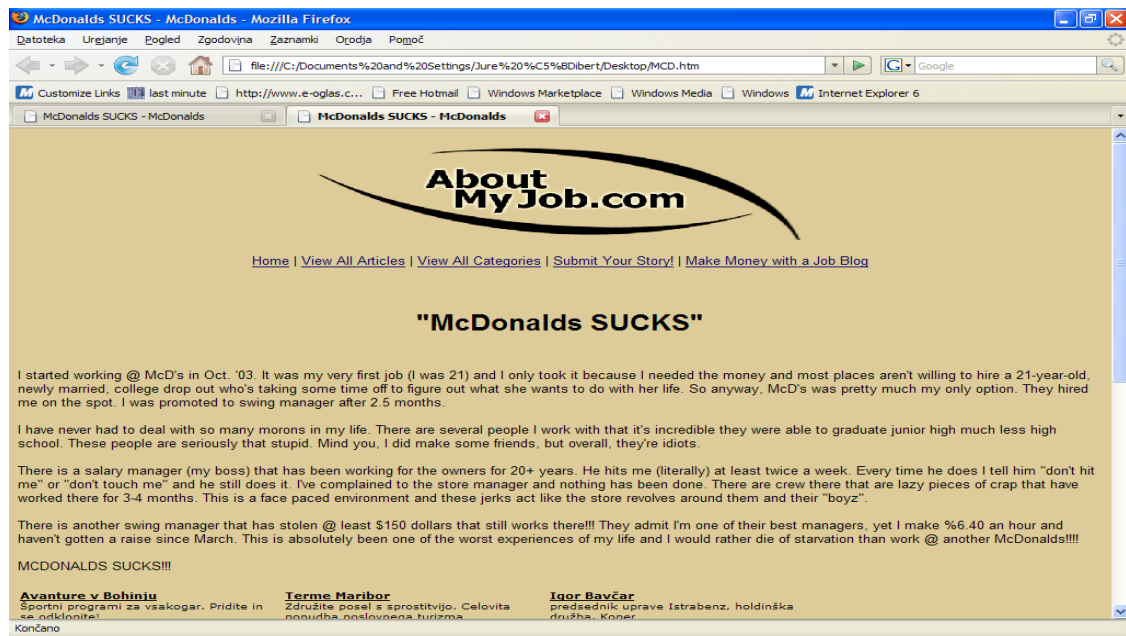 McDonalds SUCKS - McDonalds - Mozilla Firefox
Datoteka Urejanje Pogled Zgodovina Zaznamki Orodja Pomoč
file:///C:/Documents%20and%20Settings/Jure%20%C5%BDibert/Desktop/MCD.htm G Google
Customize Links last minute http://www.e-oglas.c... Free Hotmail Windows Marketplace Windows Media Windows Internet Explorer 6
McDonalds SUCKS - McDonalds McDonalds SUCKS - McDonalds
About
MyJob.com
Home | View All Articles | View All Categories | Submit Your Story! | Make Money with a Job Blog
"McDonalds SUCKS"
I started working @ McD's in Oct. '03. It was my very first job (I was 21) and I only took it because I needed the money and most places aren't willing to hire a 21-year-old,
newly married, college drop out who's taking some time off to figure out what she wants to do with her life. So anyway, McD's was pretty much my only option. They hired
me on the spot. I was promoted to swing manager after 2.5 months.
I have never had to deal with so many morons in my life. There are several people I work with that it's incredible they were able to graduate junior high much less high
school. These people are seriously that stupid. Mind you, I did make some friends, but overall, they're idiots.
There is a salary manager (my boss) that has been working for the owners for 20+ years. He hits me (literally) at least twice a week. Every time he does I tell him "don't hit
me" or "don't touch me" and he still does it. I've complained to the store manager and nothing has been done. There are crew there that are lazy pieces of crap that have
worked there for 3-4 months. This is a face paced environment and these jerks act like the store revolves around them and their "boyz".
There is another swing manager that has stolen @ least $150 dollars that still works there!!! They admit I'm one of their best managers, yet I make %6.40 an hour and
haven't gotten a raise since March. This is absolutely been one of the worst experiences of my life and I would rather die of starvation than work @ another McDonalds!!!!
MCDONALDS SUCKS!!!
Avanture v Bohinju Terme Maribor Igor Bavčar
Športni programi za vsakogar. Pridite in Združite posel s sprostitvijo. Celovita predsednik uprave Istrabenz, holdinška
se odklopite! ponudba poslovnega turizma družba, Koper
Končano